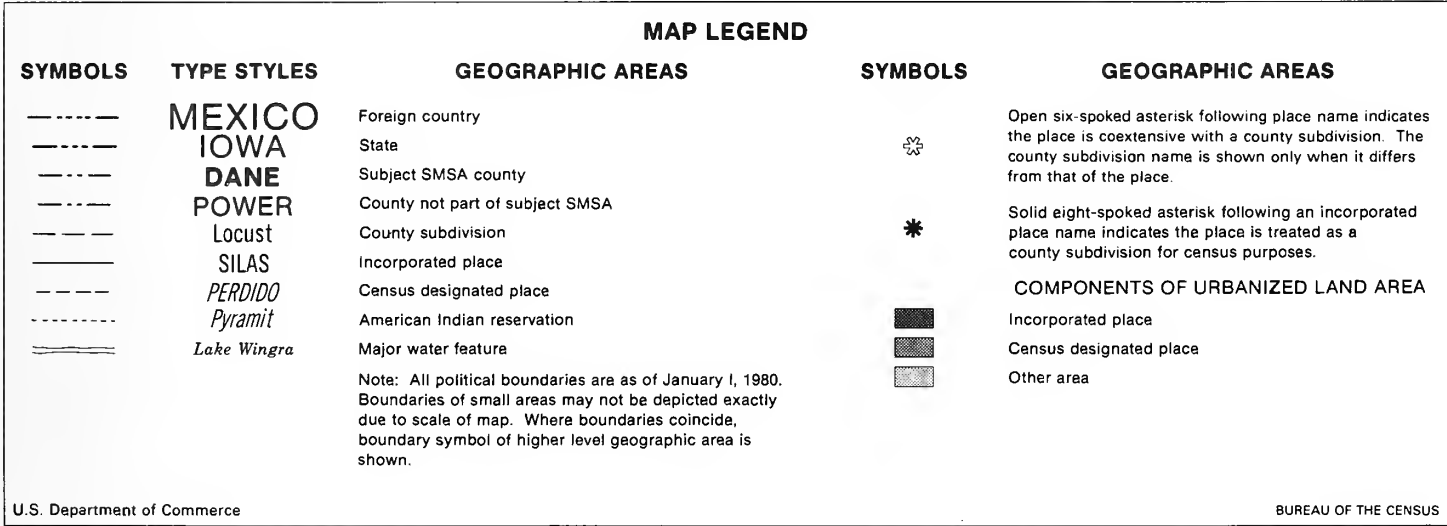 MAP LEGEND
SYMBOLS TYPE STYLES GEOGRAPHIC AREAS
MEXICO Foreign country
IOWA State
DANE Subject SMSA county
POWER County not part of subject SMSA
Locust County subdivision
SILAS Incorporated place
PERDIDO Census designated place
Pyramit American Indian reservation
Lake Wingra Major water feature
Note: All political boundaries are as of January I, 1980.
Boundaries of small areas may not be depicted exactly
due to scale of map. Where boundaries coincide,
boundary symbol of higher level geographic area is
shown.
SYMBOLS GEOGRAPHIC AREAS
Open six-spoked asterisk following place name indicates
the place is coextensive with a county subdivision. The
county subdivision name is shown only when it differs
from that of the place.
Solid eight-spoked asterisk following an incorporated
place name indicates the place is treated as a
county subdivision for census purposes.
COMPONENTS OF URBANIZED LAND AREA
Incorporated place
Census designated place
Other area
U.S. Department of Commerce
BUREAU OF THE CENSUS